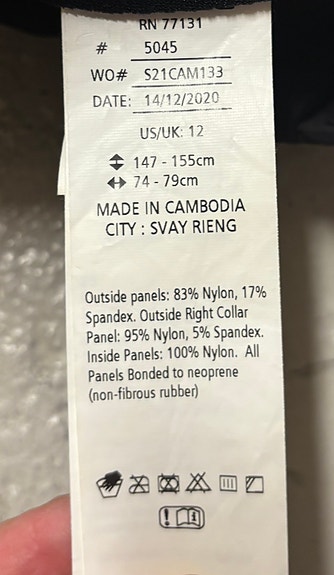 RN 77131
# 5045
WO# S21CAM133
DATE: 14/12/2020
US/UK: 12
147 - 155cm
74 - 79cm
MADE IN CAMBODIA
CITY : SVAY RIENG
Outside panels: 83% Nylon, 17%
Spandex. Outside Right Collar
Panel: 95% Nylon, 5% Spandex.
Inside Panels: 100% Nylon. All
Panels Bonded to neoprene
(non-fibrous rubber)